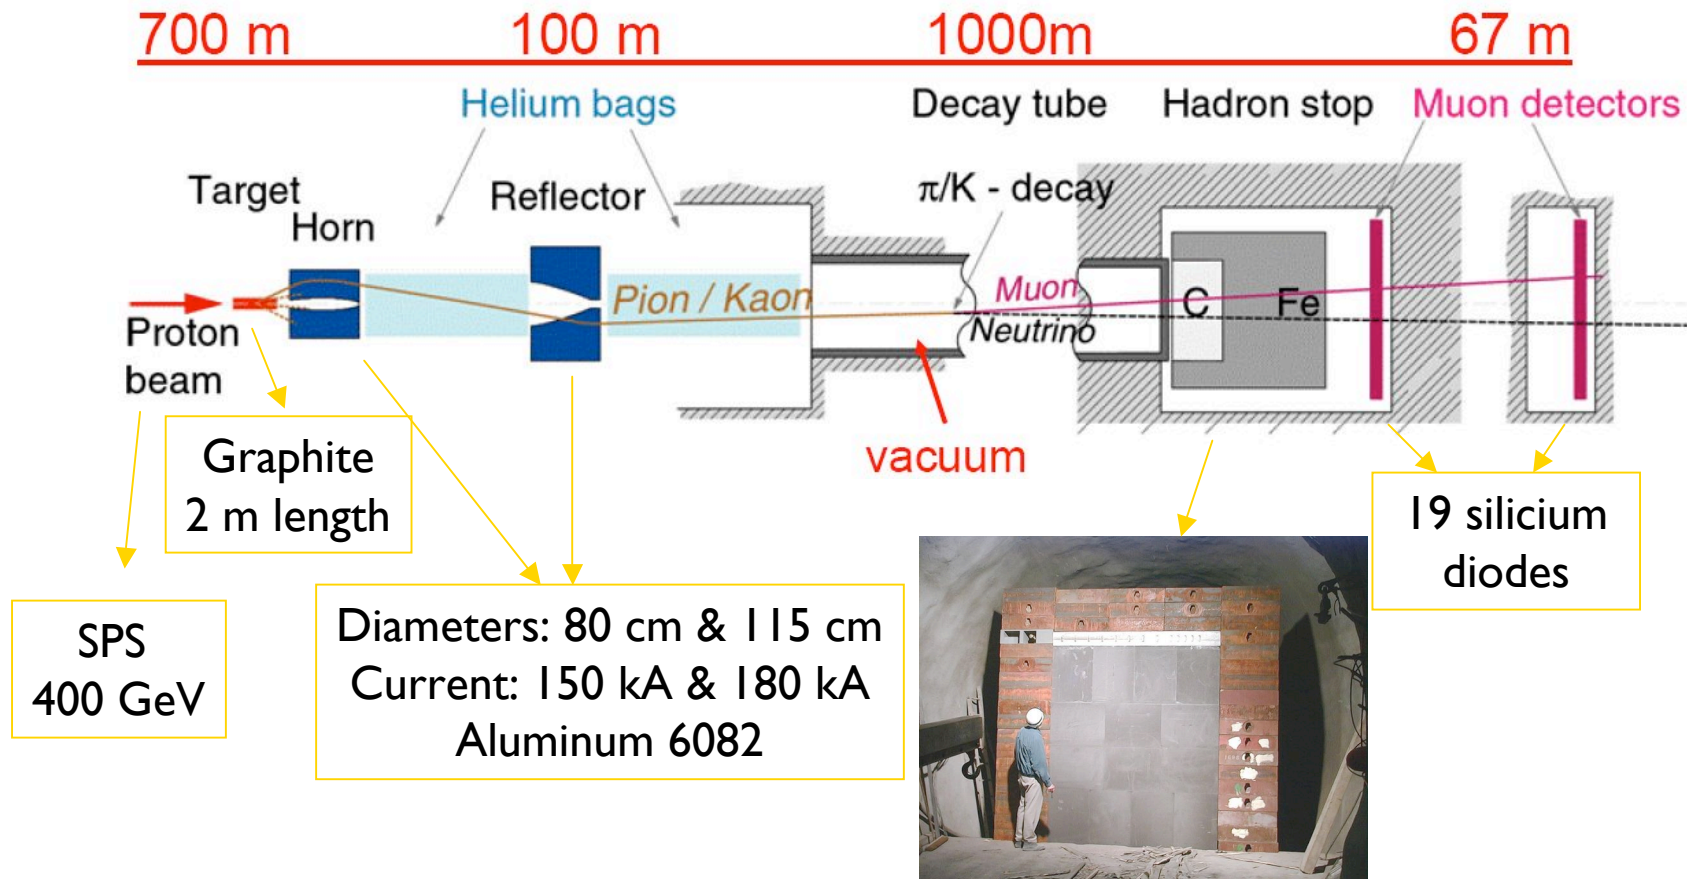 700 m
100 m
1000m
67 m
Helium bags
Decay tube
Hadron stop
Muon detectors
Target
Horn
Reflector
π/K - decay
Proton
beam
Pion / Kaon
Muon
Neutrino
C
Fe
vacuum
Graphite
2 m length
SPS
400 GeV
Diameters: 80 cm & 115 cm
Current: 150 kA & 180 kA
Aluminum 6082
19 silicium
diodes